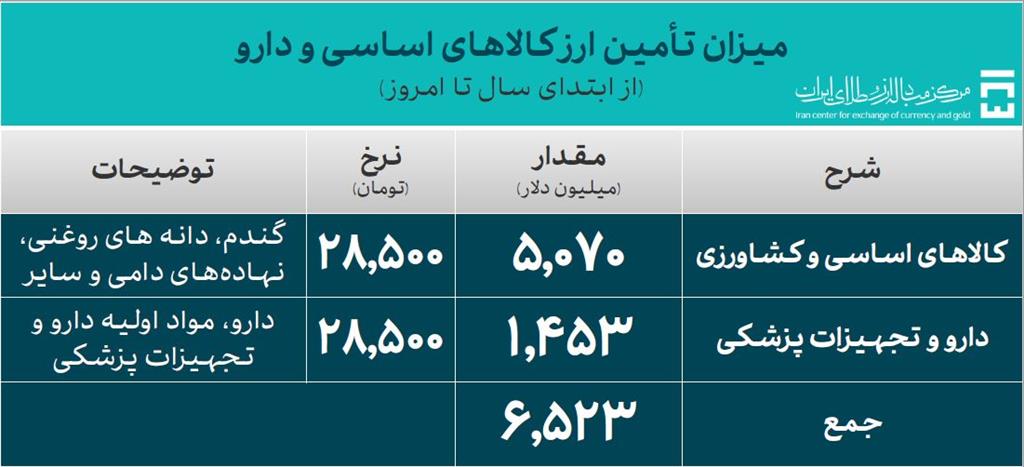 میزان تأمین ارز کالاهای اساسی و دارو
(از ابتدای سال تا امروز)
مرکز مبادله ارز و طلای ایران
Iran center for exchange of currency and gold
شرح
مقدار
(میلیون دلار)
نرخ
(تومان)
توضیحات
کالاهای اساسی و کشاورزی
۵,۰۷۰
۲۸,۵۰۰
گندم، دانه های روغنی،
نهاده‌های دامی و سایر
دارو و تجهیزات پزشکی
۱,۴۵۳
۲۸,۵۰۰
دارو، مواد اولیه دارو و
تجهیزات پزشکی
جمع
۶,۵۲۳